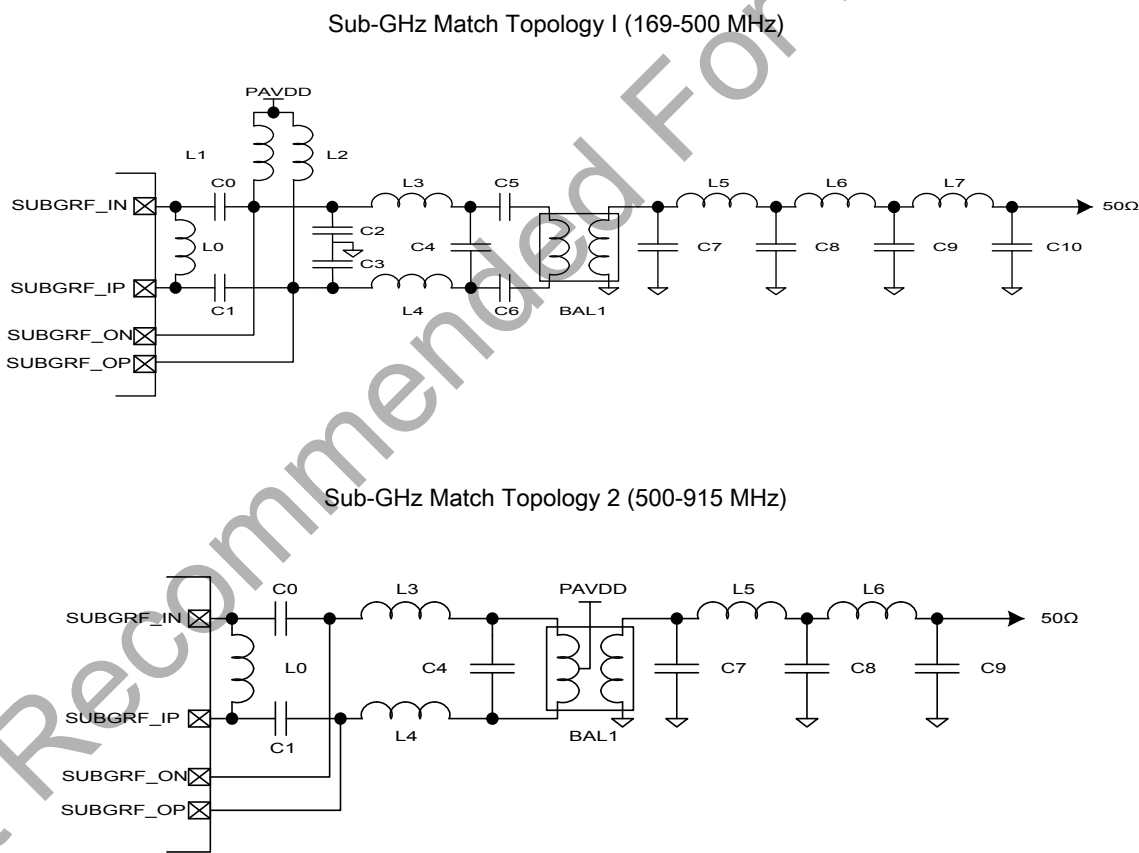 Sub-GHz Match Topology I (169-500 MHz)
PAVDD
L1
L2
C0
L3
C5
L5
L6
L7
SUBGRF_IN
50Ω
L0
C2
C4
C7
C8
C9
C10
C3
SUBGRF_IP
C1
L4
C6
BAL1
SUBGRF_ON
SUBGRF_OP
Sub-GHz Match Topology 2 (500-915 MHz)
C0
L3
PAVDD
L5
L6
SUBGRF_IN
50Ω
L0
C4
C7
C8
C9
SUBGRF_IP
C1
L4
BAL1
SUBGRF_ON
SUBGRF_OP
Recommended For